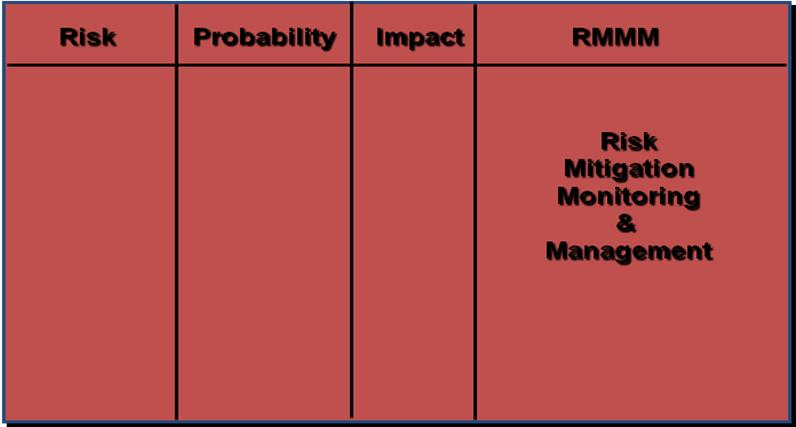 Risk Probability Impact RMMM
Risk
Mitigation
Monitoring
&
Management